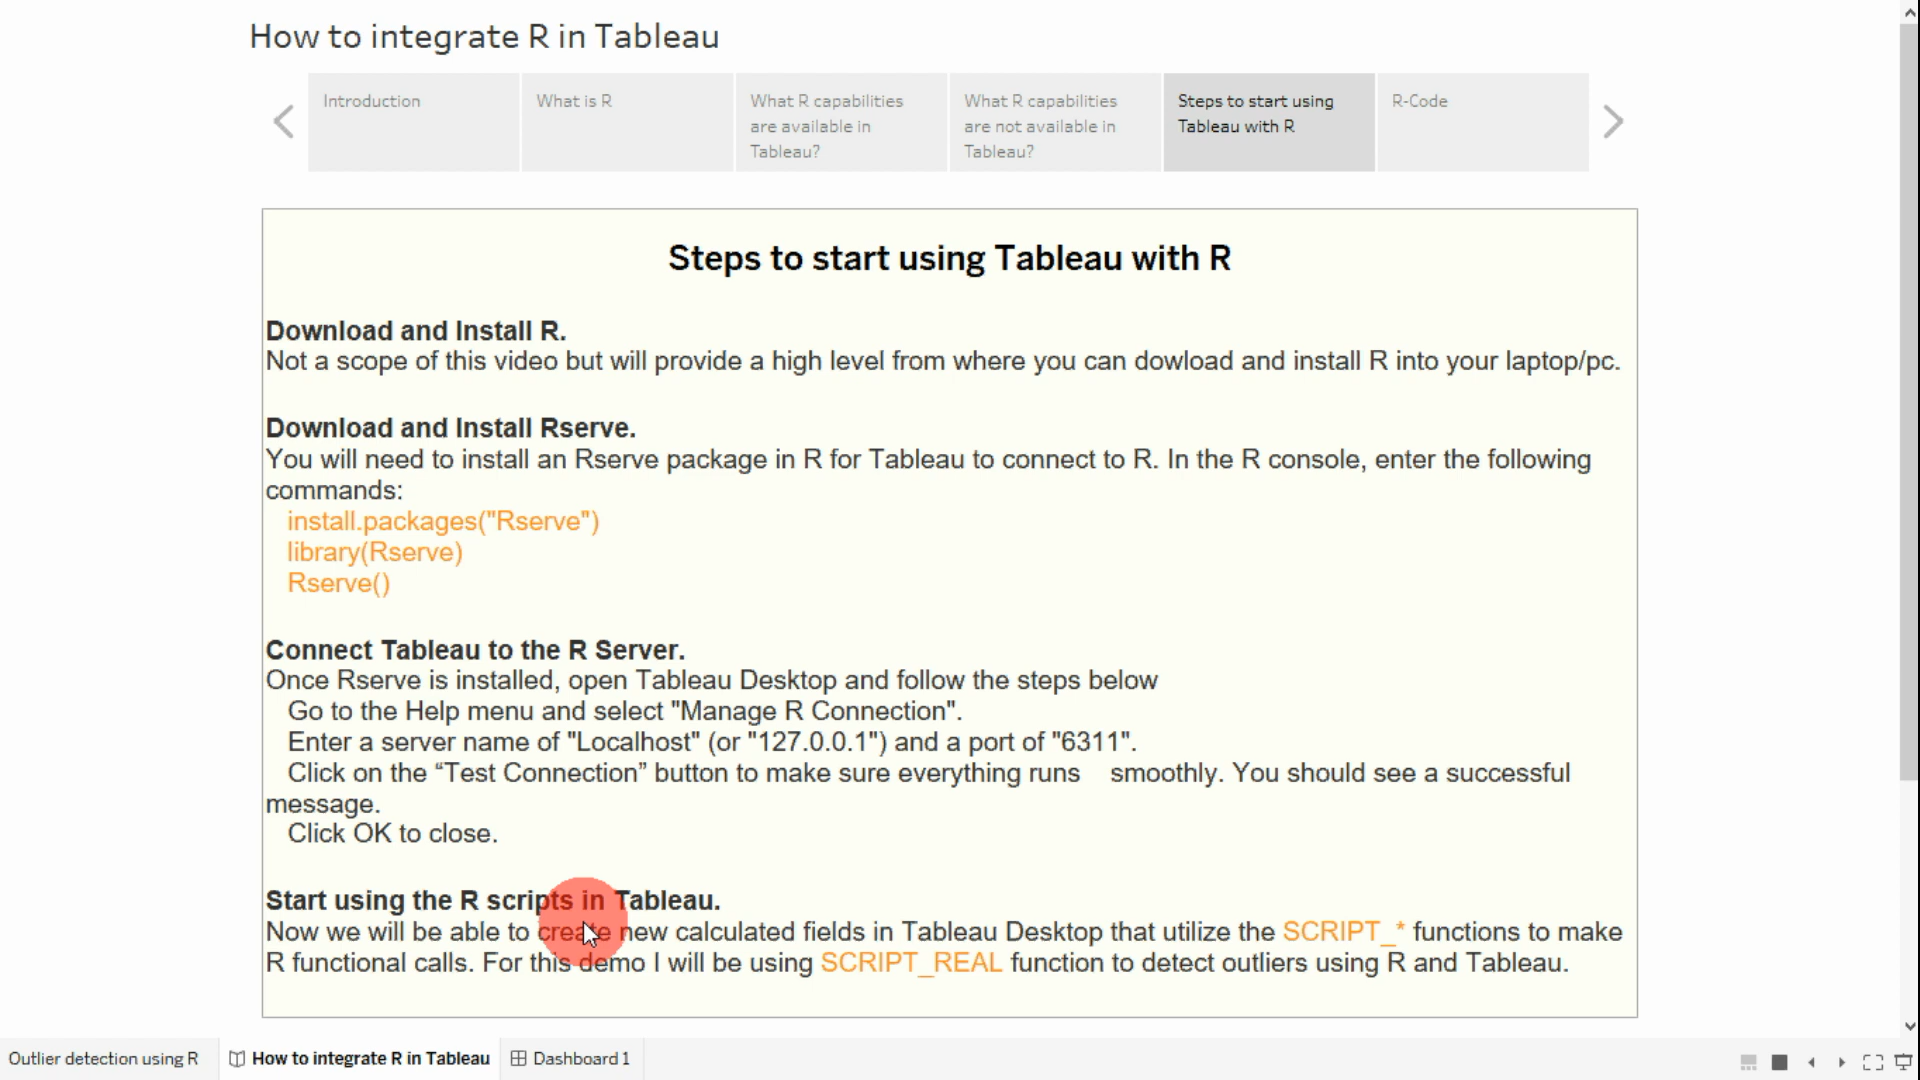 How to integrate R in Tableau
Introduction
What is R
What R capabilities
are available in
Tableau?
What R capabilities
are not available in
Tableau?
Steps to start using
Tableau with R
R-Code
Steps to start using Tableau with R
Download and Install R.
Not a scope of this video but will provide a high level from where you can dowload and install R into your laptop/pc.
Download and Install Rserve.
You will need to install an Rserve package in R for Tableau to connect to R. In the R console, enter the following
commands:
install.packages("Rserve")
library(Rserve)
Rserve()
Connect Tableau to the R Server.
Once Rserve is installed, open Tableau Desktop and follow the steps below
Go to the Help menu and select "Manage R Connection".
Enter a server name of "Localhost" (or "127.0.0.1") and a port of "6311".
Click on the “Test Connection” button to make sure everything runs    smoothly. You should see a successful
message.
Click OK to close.
Start using the R scripts in Tableau.
Now we will be able to create new calculated fields in Tableau Desktop that utilize the SCRIPT_* functions to make
R functional calls. For this demo I will be using SCRIPT_REAL function to detect outliers using R and Tableau.
Outlier detection using R
How to integrate R in Tableau
Dashboard 1